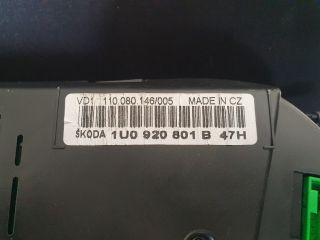 VDO 110.080.146/005 MADE IN CZ
ŠKODA 1U0 920 801 B 47H